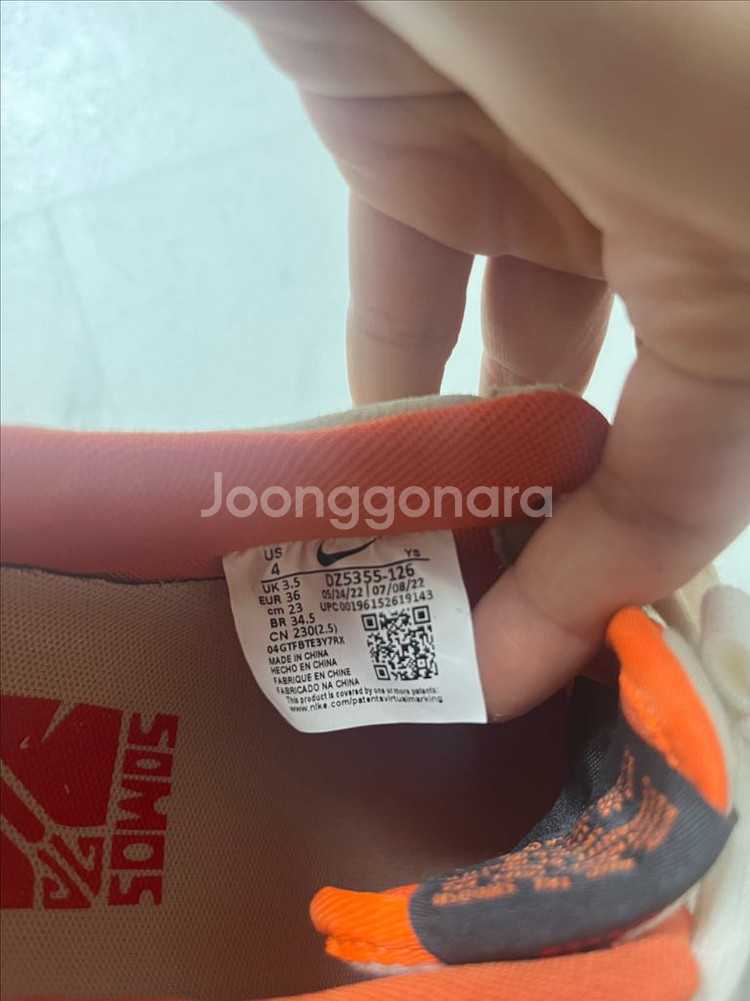 Joonggonara
US YS
4 DZ5355-126
UK 3.5 05/24/22 07/08/22
EUR 36 UPC 00196152619143
cm 23
BR 34.5
CN 230(2.5)
04GTFBTE3Y7RX
MADE IN CHINA
HECHO EN CHINA
FABRIQUE EN CHINE
FABRICADO NA CHINA
This product is covered by one or more patents:
www.nike.com/patentsvirtualmarking
SOMOS